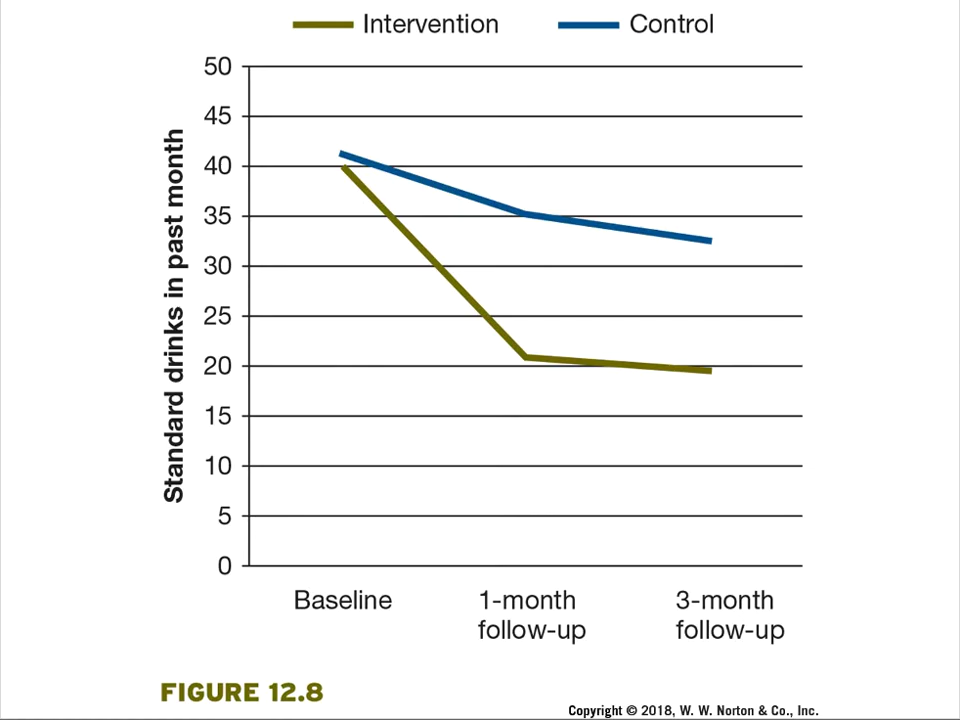 Intervention Control
50
45
40
35
30
25
20
15
10
5
0
Standard drinks in past month
Baseline 1-month follow-up 3-month follow-up
FIGURE 12.8
Copyright © 2018, W. W. Norton & Co., Inc.